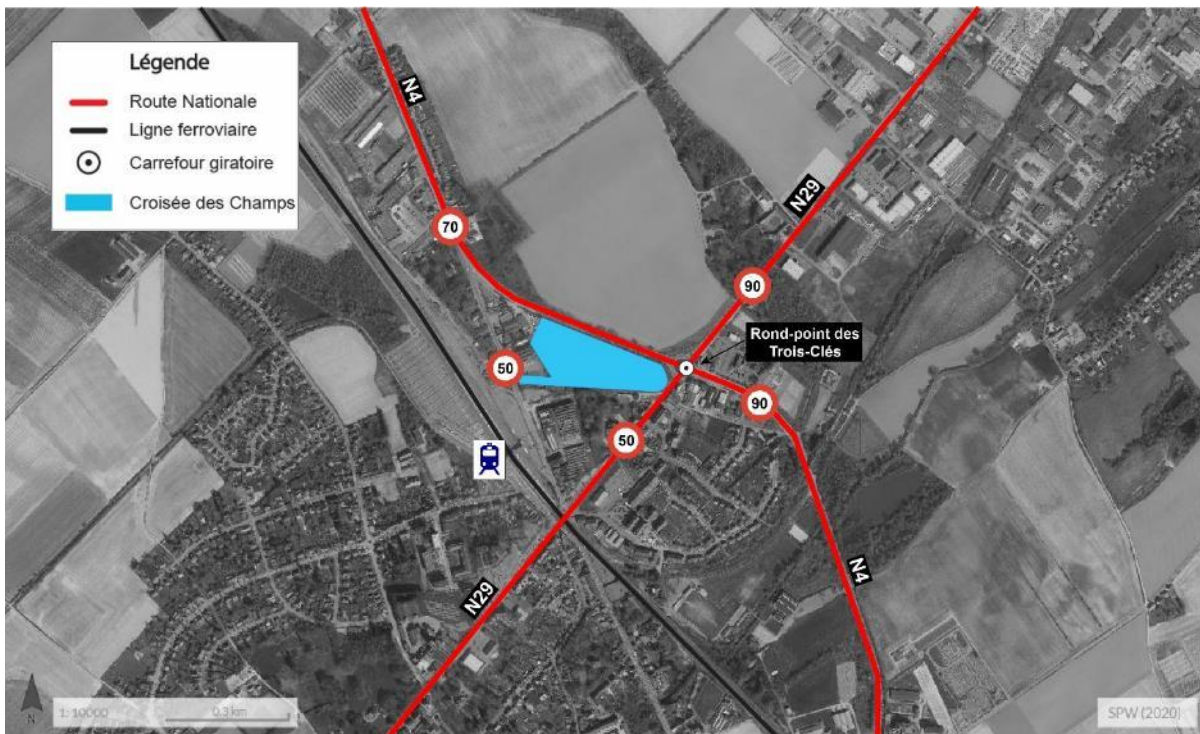 Légende
Route Nationale
Ligne ferroviaire
Carrefour giratoire
Croisée des Champs
N4
N29
70
90
Rond-point des
Trois-Clés
50
90
50
N4
N29
N
1: 10000
0.3 km
SPW (2020)